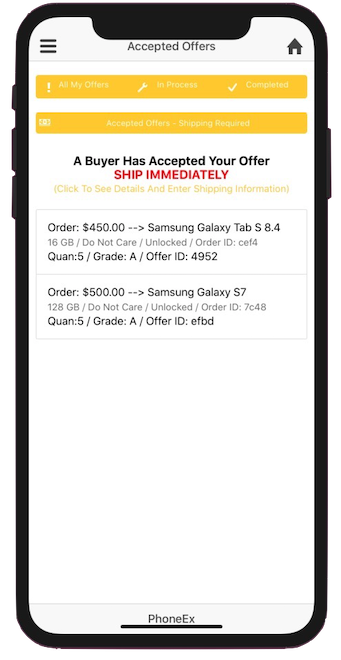 Accepted Offers
All My Offers In Process Completed
Accepted Offers - Shipping Required
A Buyer Has Accepted Your Offer
SHIP IMMEDIATELY
(Click To See Details And Enter Shipping Information)
Order: $450.00 --> Samsung Galaxy Tab S 8.4
16 GB / Do Not Care / Unlocked / Order ID: cef4
Quan:5 / Grade: A / Offer ID: 4952
Order: $500.00 --> Samsung Galaxy S7
128 GB / Do Not Care / Unlocked / Order ID: 7c48
Quan:5 / Grade: A / Offer ID: efbd
PhoneEx